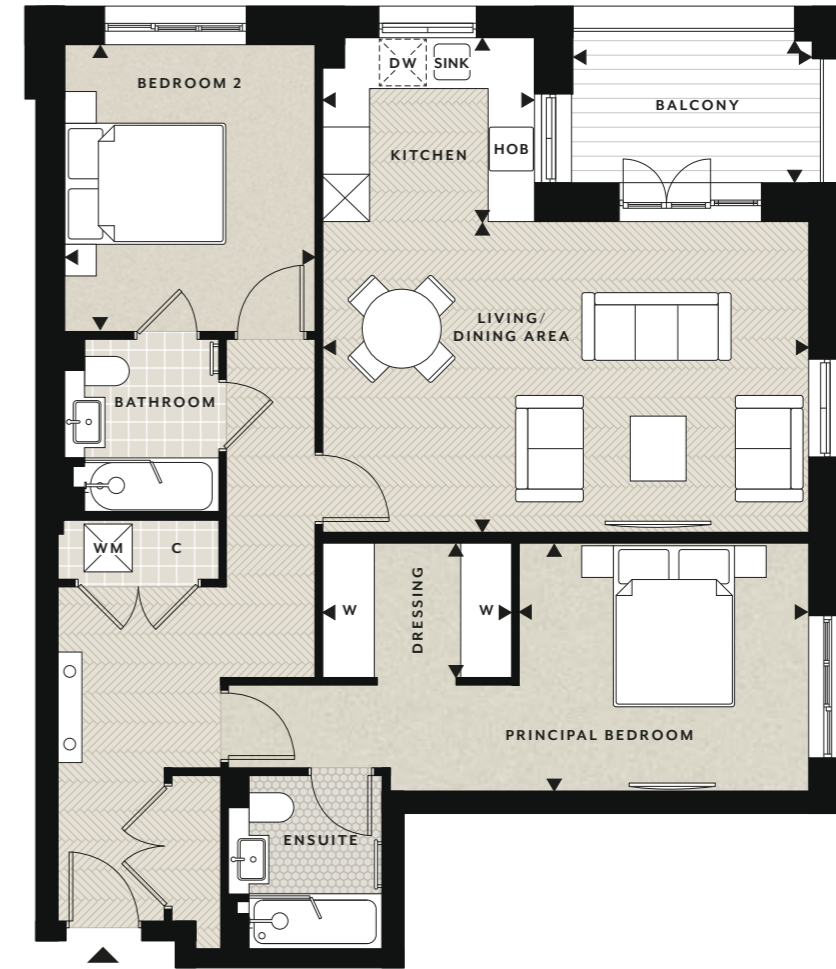 BEDROOM 2
DW
SINK
KITCHEN
HOB
BALCONY
LIVING/
DINING AREA
BATHROOM
WM
C
W
DRESSING
W
PRINCIPAL BEDROOM
ENSUITE